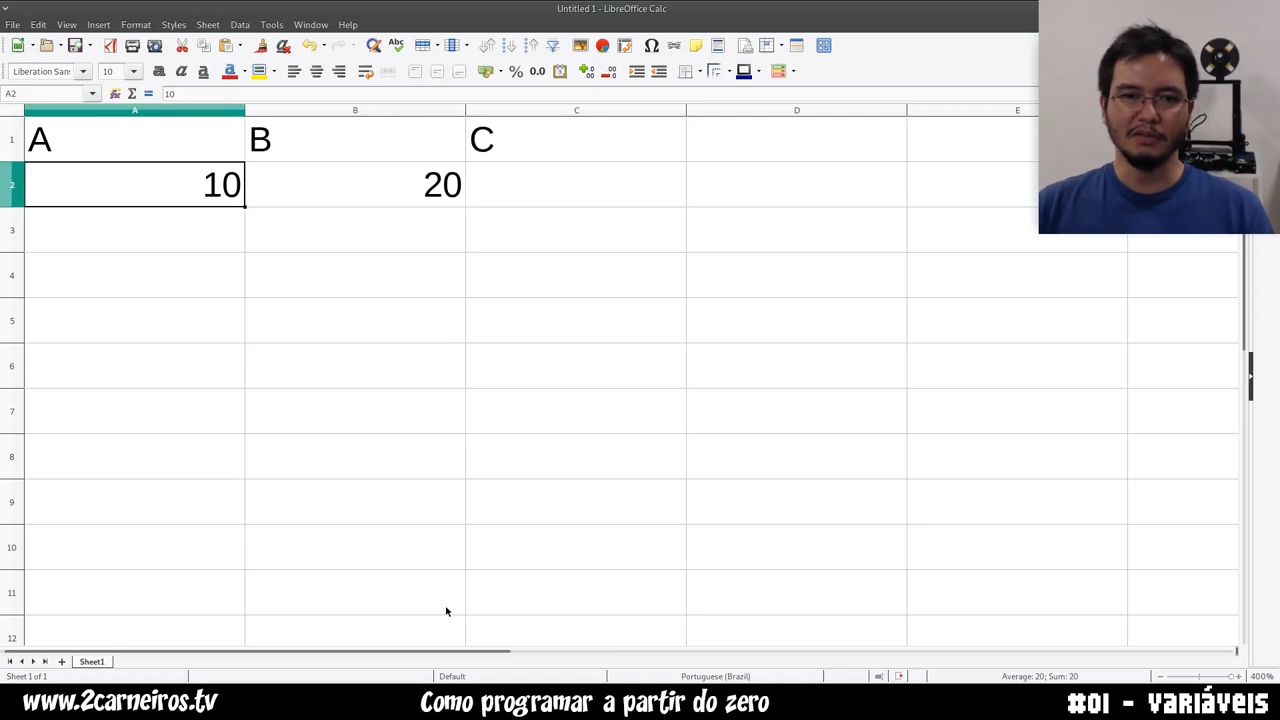 Untitled 1 - LibreOffice Calc
File Edit View Insert Format Styles Sheet Data Tools Window Help
Abc
Liberation Sans 10 % 0.0
A2 Σ = 10
A B C D E
1 A B C
2 10 20
3
4
5
6
7
8
9
10
11
12
Sheet1
Sheet 1 of 1 Default Portuguese (Brazil) Average: 20; Sum: 20 400%
www.2carneiros.tv Como programar a partir do zero #01 - variáveis